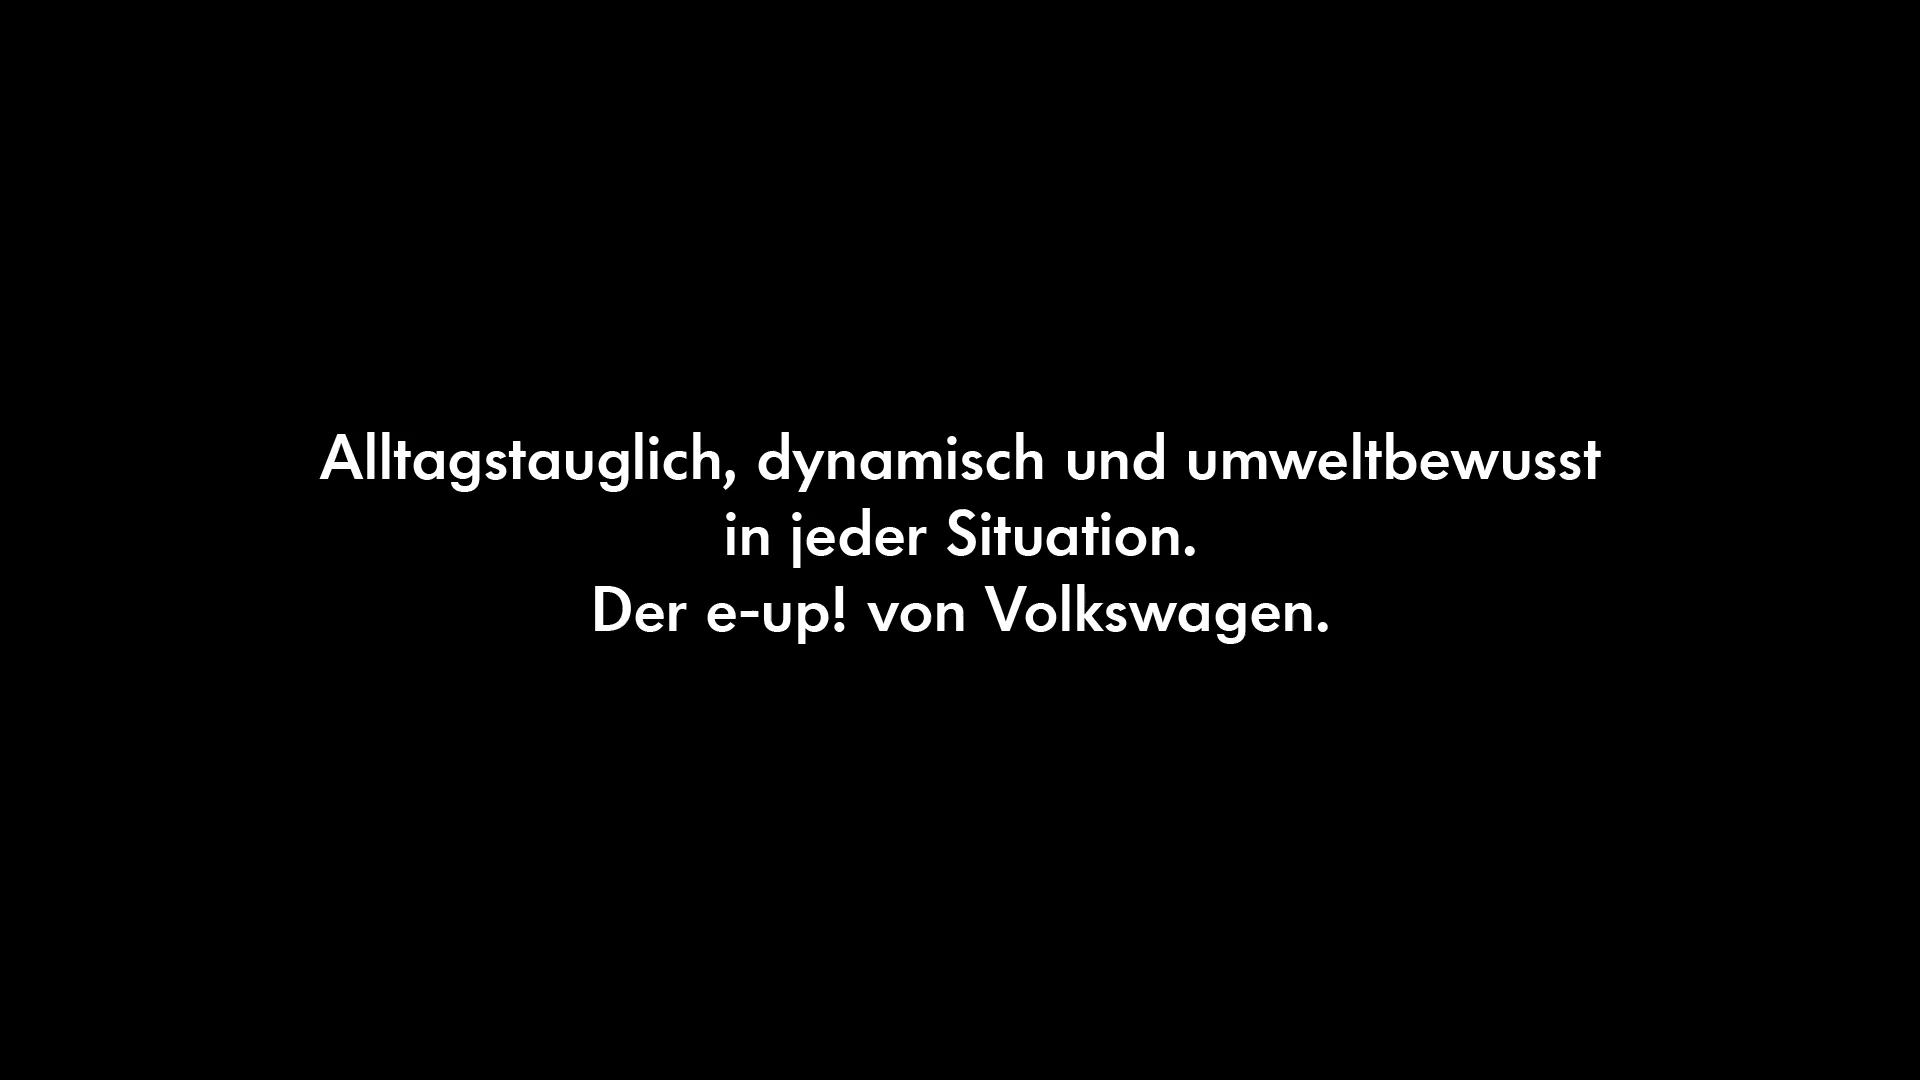 Alltagstauglich, dynamisch und umweltbewusst
in jeder Situation.
Der e-up! von Volkswagen.